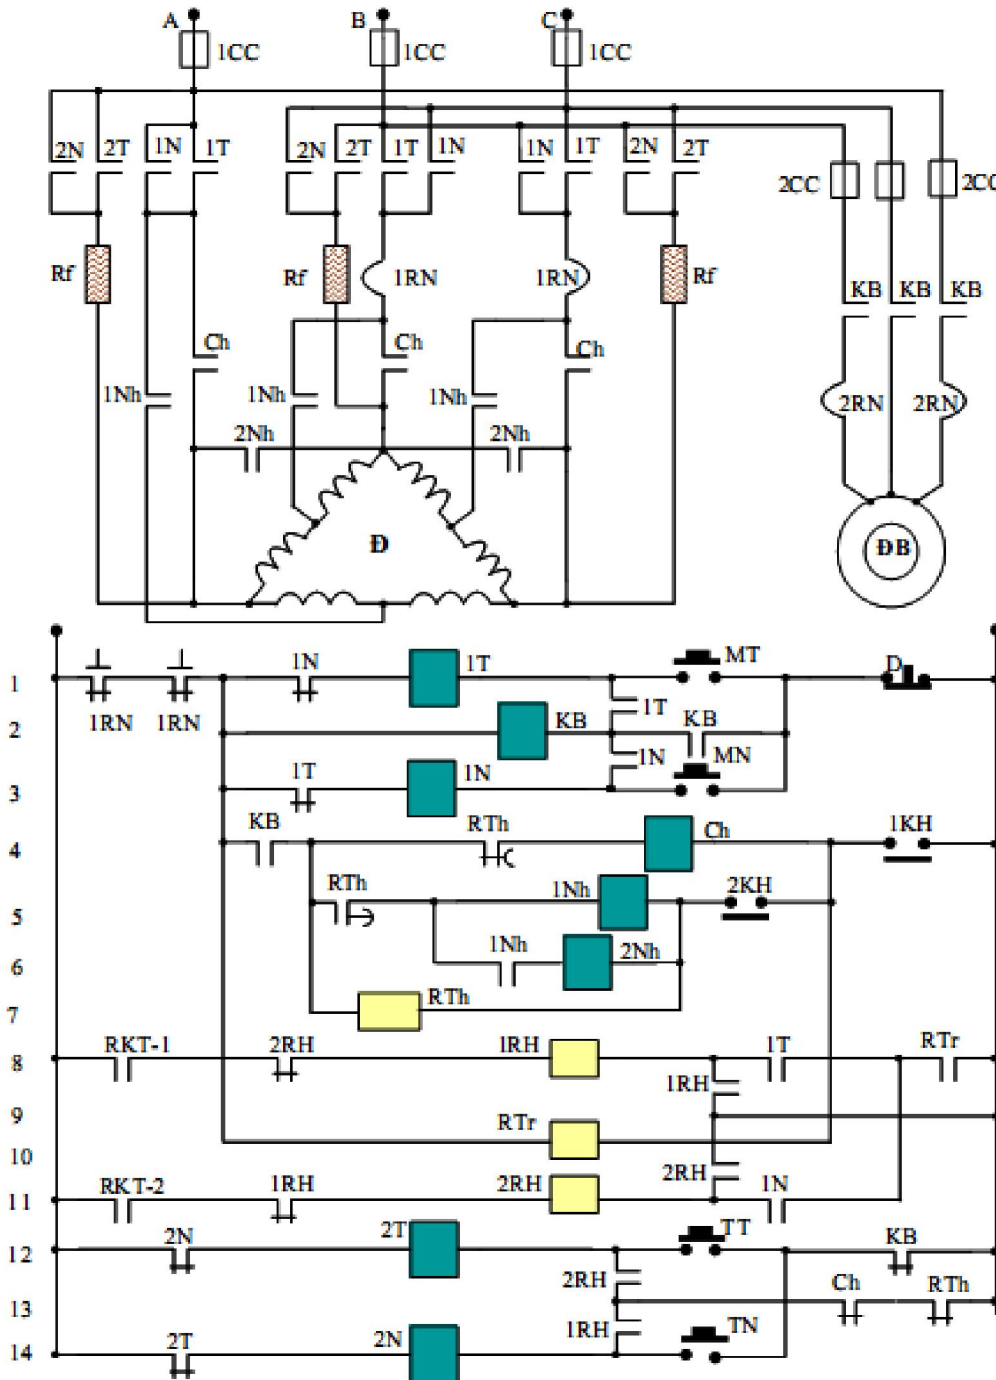 A B C
1CC 1CC 1CC
2N 2T 1N 1T 2N 2T 1T 1N 1N 1T 2N 2T
2CC 2CC
Rf Rf 1RN 1RN Rf
KB KB KB
Ch Ch Ch
1Nh 1Nh 1Nh 2RN 2RN
2Nh 2Nh
Đ ĐB
1N 1T MT D
1
1RN 1RN 1T
2 KB KB
1N MN
1T 1N
3
KB RTh Ch 1KH
4
RTh 1Nh 2KH
5
1Nh 2Nh
6
RTh
7
RKT-1 2RH 1RH 1T RTr
8
1RH
9
RTr
10
2RH
RKT-2 1RH 2RH 1N
11
2N 2T TT KB
12
2RH Ch RTh
13
1RH TN
2T 2N
14